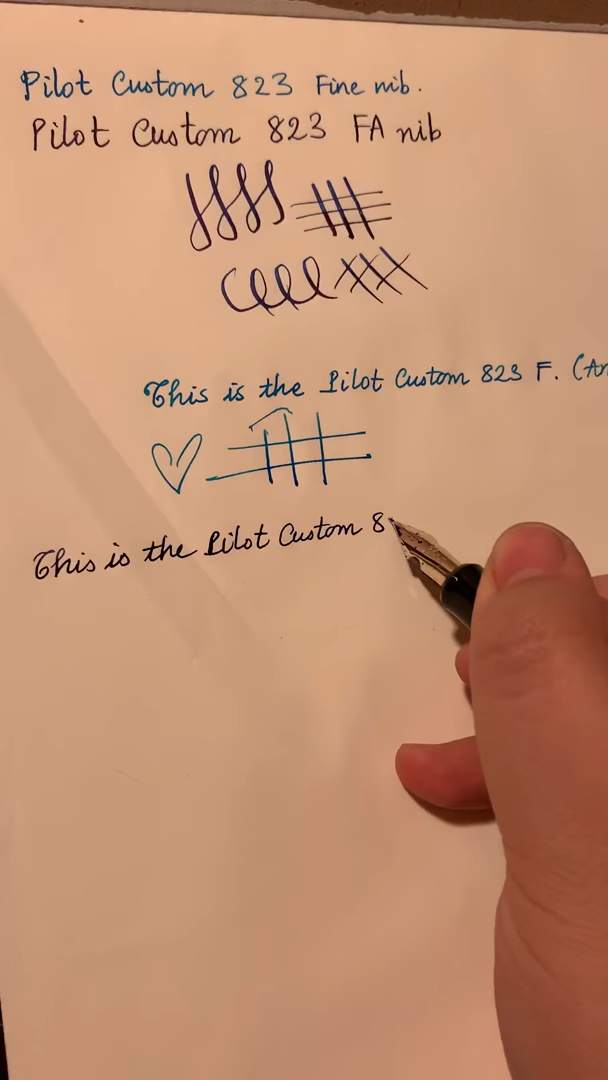 Pilot Custom 823 Fine nib.
Pilot Custom 823 FA nib
This is the Pilot Custom 823 F. (An
This is the Pilot Custom 8